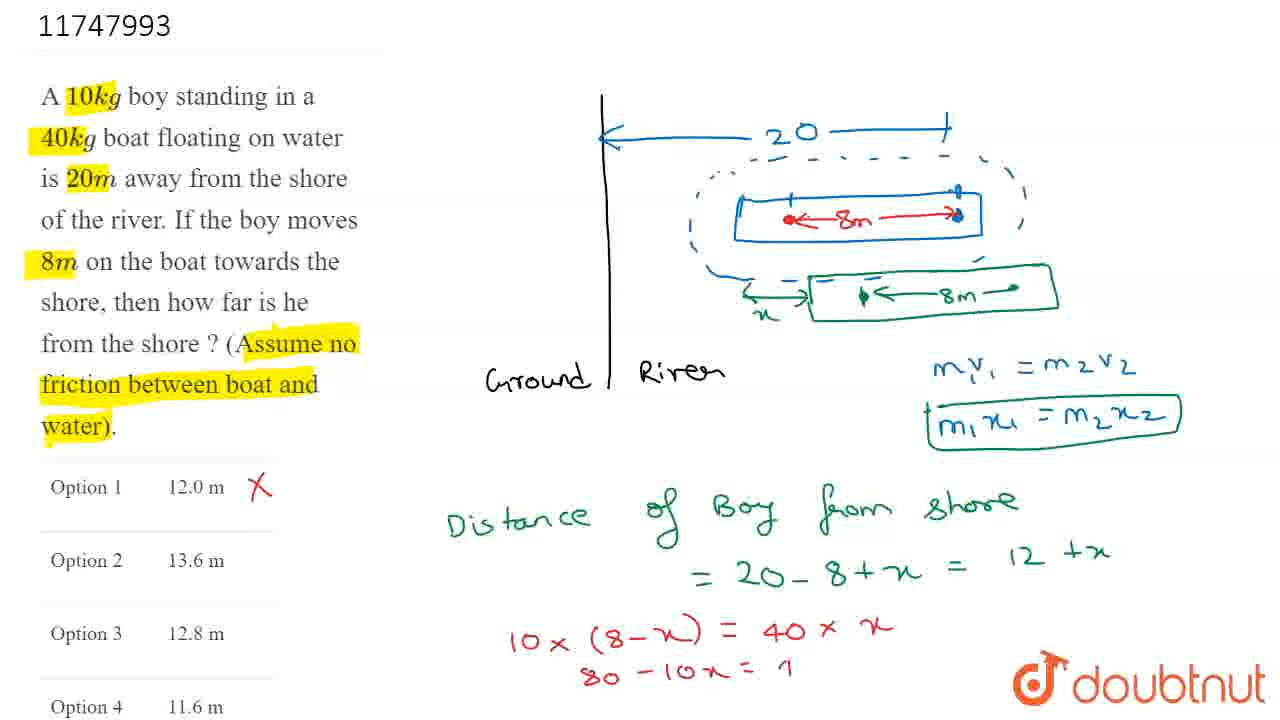 11747993
A 10kg boy standing in a
40kg boat floating on water
is 20m away from the shore
of the river. If the boy moves
8m on the boat towards the
shore, then how far is he
from the shore ? (Assume no
friction between boat and
water).
Option 1 12.0 m X
Option 2 13.6 m
Option 3 12.8 m
Option 4 11.6 m
20
8m
8m
x
Ground River
m₁v₁ = m₂v₂
m₁x₁ = m₂x₂
Distance of Boy from shore
= 20 - 8 + x = 12 + x
10 × (8 - x) = 40 × x
80 - 10x =
doubtnut